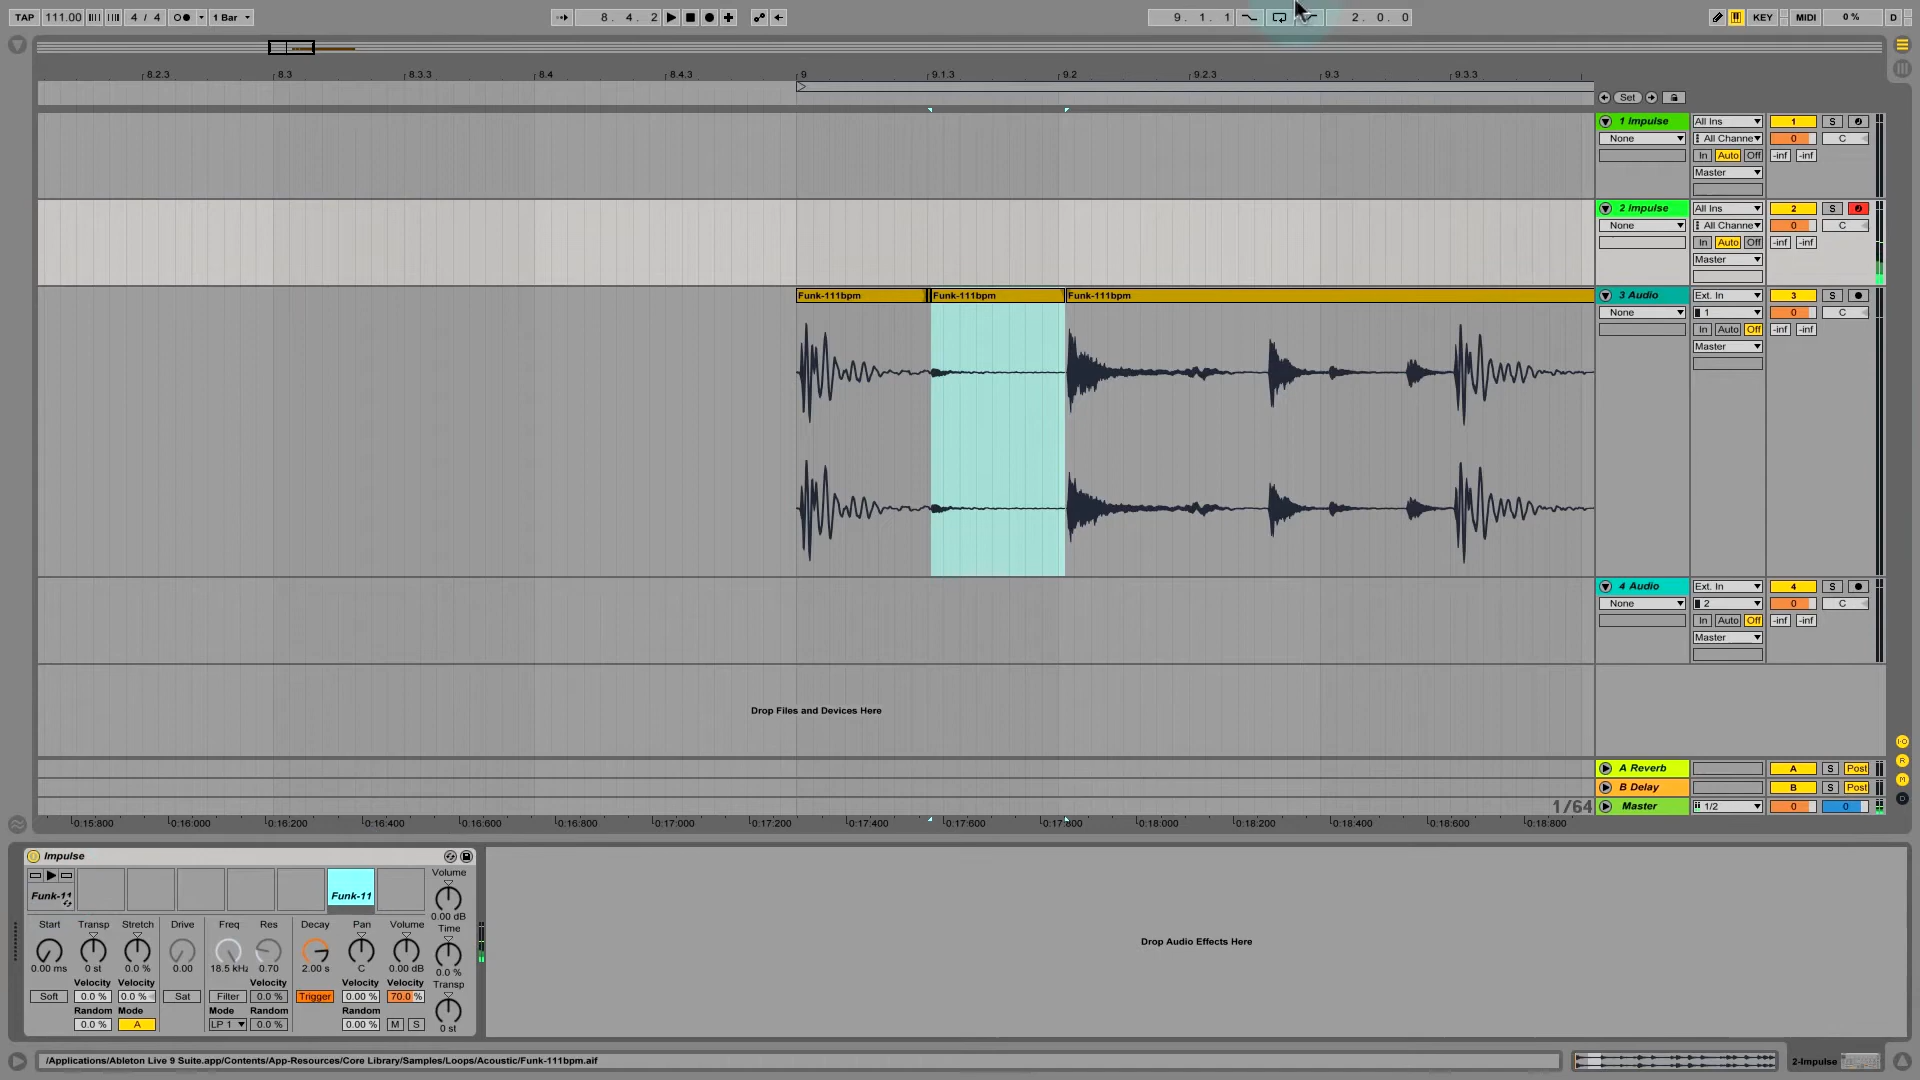 TAP 111.00 4 / 4 1 Bar 8. 4. 2 9. 1. 1 2. 0. 0 KEY MIDI 0 % D
8.2.3 8.3 8.3.3 8.4 8.4.3 9 9.1.3 9.2 9.2.3 9.3 9.3.3
Set
1 Impulse All Ins 1 S
None All Channe 0 C
In Auto Off -inf -inf
Master
2 Impulse All Ins 2 S
None All Channe 0 C
In Auto Off -inf -inf
Master
Funk-111bpm Funk-111bpm Funk-111bpm 3 Audio Ext. In 3 S
None 1 0 C
In Auto Off -inf -inf
Master
4 Audio Ext. In 4 S
None 2 0 C
In Auto Off -inf -inf
Master
Drop Files and Devices Here
A Reverb A S Post
B Delay B S Post
1/64 Master 1/2 0 0
0:15:800 0:16:000 0:16:200 0:16:400 0:16:600 0:16:800 0:17:000 0:17:200 0:17:400 0:17:600 0:17:800 0:18:000 0:18:200 0:18:400 0:18:600 0:18:800
I·O
R
M
D
Impulse
Volume
Funk-11 Funk-11
0.00 dB
Start Transp Stretch Drive Freq Res Decay Pan Volume Time
0.00 ms 0 st 0.0 % 0.00 18.5 kHz 0.70 2.00 s C 0.00 dB 0.0 %
Velocity Velocity Velocity Velocity Velocity Transp
Soft 0.0 % 0.0 % Sat Filter 0.0 % Trigger 0.00 % 70.0 %
Random Mode Mode Random Random
0.0 % A LP 1 0.0 % 0.00 % M S 0 st
Drop Audio Effects Here
/Applications/Ableton Live 9 Suite.app/Contents/App-Resources/Core Library/Samples/Loops/Acoustic/Funk-111bpm.aif
2-Impulse